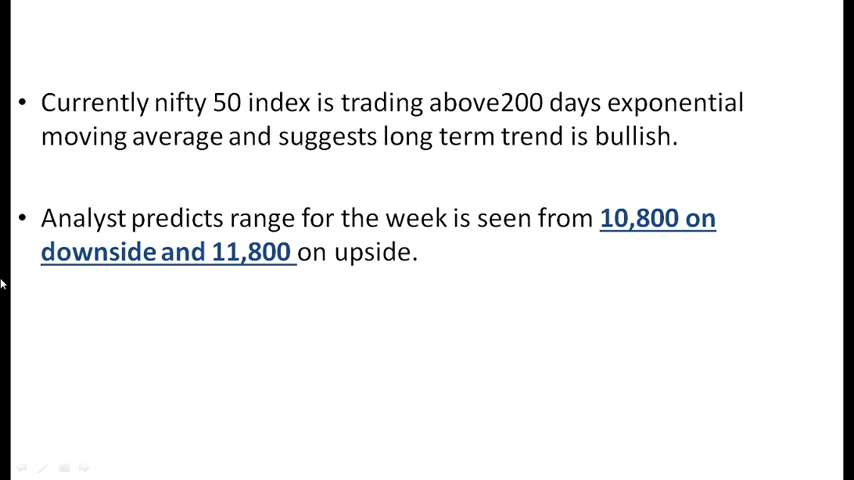 • Currently nifty 50 index is trading above200 days exponential
moving average and suggests long term trend is bullish.
• Analyst predicts range for the week is seen from 10,800 on
downside and 11,800 on upside.